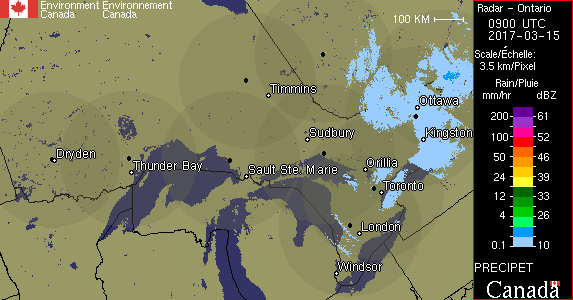 Environment Environnement
Canada Canada
100 KM
Timmins
Ottawa
Sudbury
Kingston
Dryden
Thunder Bay
Sault Ste. Marie
Orillia
Toronto
London
Windsor
Radar - Ontario
0900 UTC
2017-03-15
Scale/Échelle:
3.5 km/Pixel
Rain/Pluie
mm/hr dBZ
200 61
100 52
50 46
24 39
12 33
4 26
0.1 10
PRECIPET
Canada